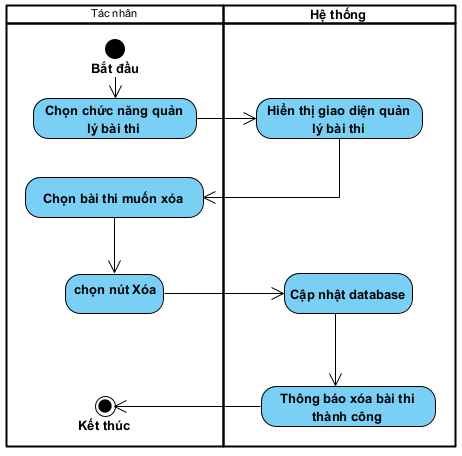 Tác nhân
Hệ thống
Bắt đầu
Chọn chức năng quản
lý bài thi
Hiển thị giao diện quản
lý bài thi
Chọn bài thi muốn xóa
chọn nút Xóa
Cập nhật database
Thông báo xóa bài thi
thành công
Kết thúc